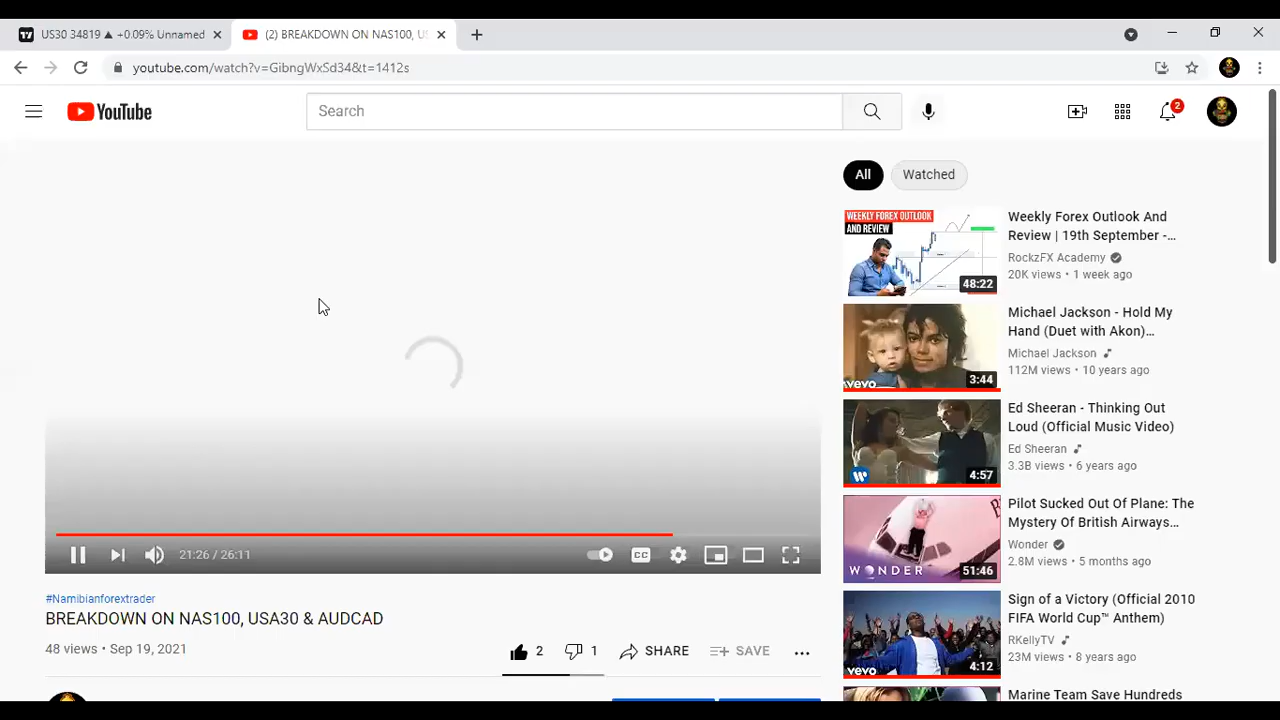 US30 34819 ▲ +0.09% Unnamed
(2) BREAKDOWN ON NAS100, US
youtube.com/watch?v=GibngWxSd34&t=1412s
YouTube
Search
2
All
Watched
WEEKLY FOREX OUTLOOK
AND REVIEW
48:22
Weekly Forex Outlook And
Review | 19th September -...
RockzFX Academy
20K views • 1 week ago
vevo
3:44
Michael Jackson - Hold My
Hand (Duet with Akon)...
Michael Jackson
112M views • 10 years ago
4:57
Ed Sheeran - Thinking Out
Loud (Official Music Video)
Ed Sheeran
3.3B views • 6 years ago
WONDER
51:46
Pilot Sucked Out Of Plane: The
Mystery Of British Airways...
Wonder
2.8M views • 5 months ago
vevo
4:12
Sign of a Victory (Official 2010
FIFA World Cup™ Anthem)
RKellyTV
23M views • 8 years ago
Marine Team Save Hundreds
21:26 / 26:11
CC
#Namibianforextrader
BREAKDOWN ON NAS100, USA30 & AUDCAD
48 views • Sep 19, 2021
2
1
SHARE
SAVE